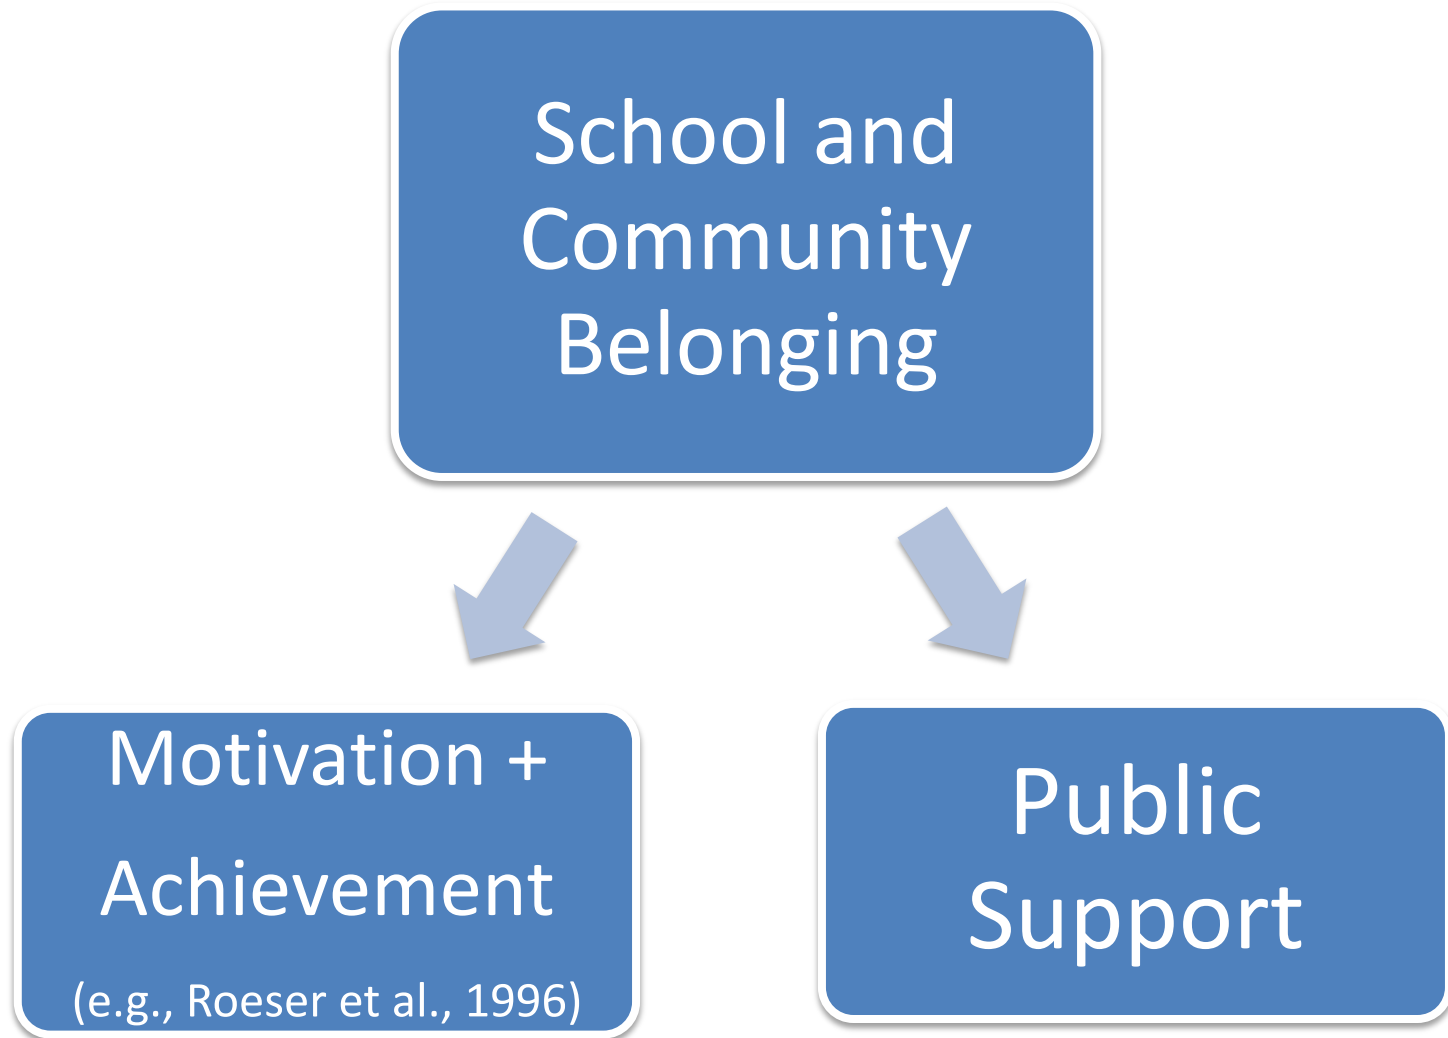 School and
Community
Belonging
Motivation +
Achievement
(e.g., Roeser et al., 1996)
Public
Support